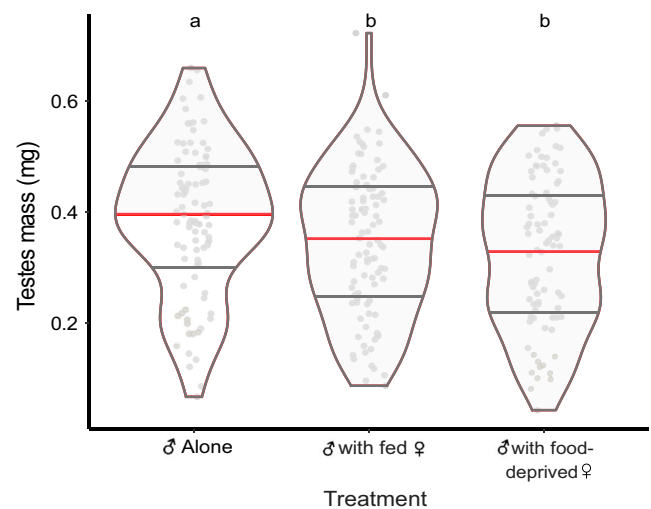 a b b
Testes mass (mg)
0.6
0.4
0.2
♂ Alone ♂ with fed ♀ ♂ with food-
deprived ♀
Treatment